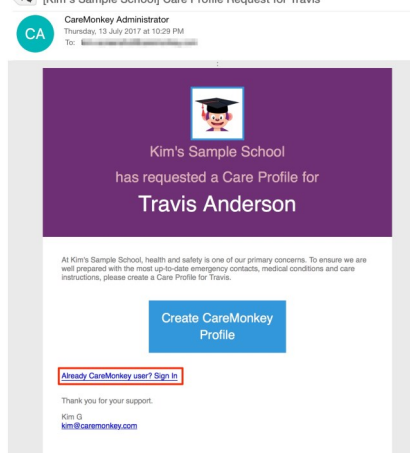 [Kim's Sample School] Care Profile Request for Travis
CA
CareMonkey Administrator
Thursday, 13 July 2017 at 10:29 PM
To:
Kim's Sample School
has requested a Care Profile for
Travis Anderson
At Kim's Sample School, health and safety is one of our primary concerns. To ensure we are
well prepared with the most up-to-date emergency contacts, medical conditions and care
instructions, please create a Care Profile for Travis.
Create CareMonkey
Profile
Already CareMonkey user? Sign In
Thank you for your support.
Kim G
kim@caremonkey.com